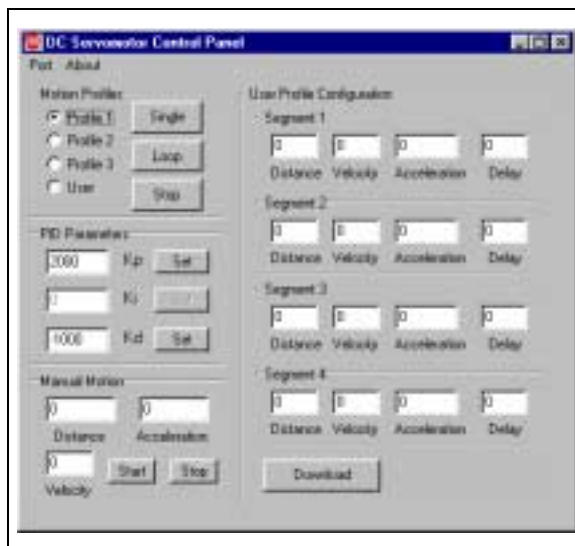 DC Servomotor Control Panel
Port About
Motion Profiles
Profile 1
Single
Profile 2
Profile 3
Loop
User
Stop
PID Parameters
2000 Kp Set
0 Ki
-1000 Kd Set
Manual Motion
0 0
Distance Acceleration
0 Start Stop
Velocity
User Profile Configuration
Segment 1
0 0 0 0
Distance Velocity Acceleration Delay
Segment 2
0 0 0 0
Distance Velocity Acceleration Delay
Segment 3
0 0 0 0
Distance Velocity Acceleration Delay
Segment 4
0 0 0 0
Distance Velocity Acceleration Delay
Download